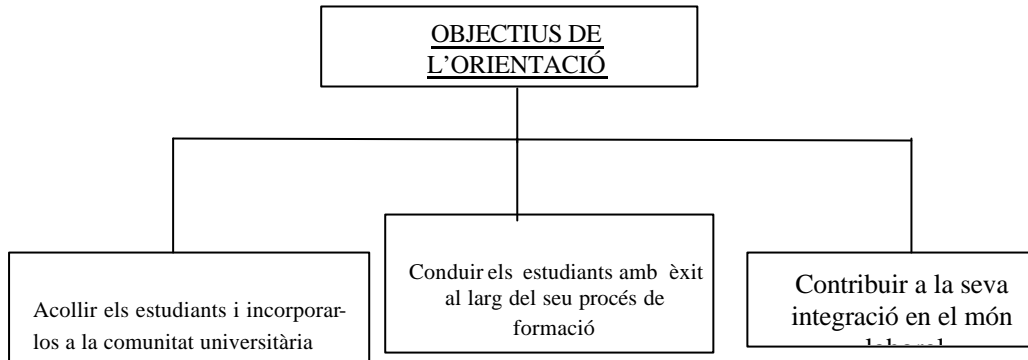 OBJECTIUS DE
L'ORIENTACIÓ
Acollir els estudiants i incorporar-
los a la comunitat universitària
Conduir els estudiants amb èxit
al larg del seu procés de
formació
Contribuir a la seva
integració en el món